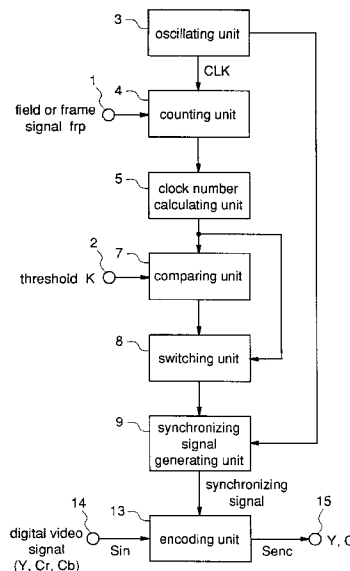 3
oscillating unit
CLK
1
4
field or frame
signal frp
counting unit
5
clock number
calculating unit
2
7
threshold K
comparing unit
8
switching unit
9
synchronizing
signal
generating unit
synchronizing
signal
14
13
15
digital video
signal
(Y, Cr, Cb)
Sin
encoding unit
Senc
Y, C